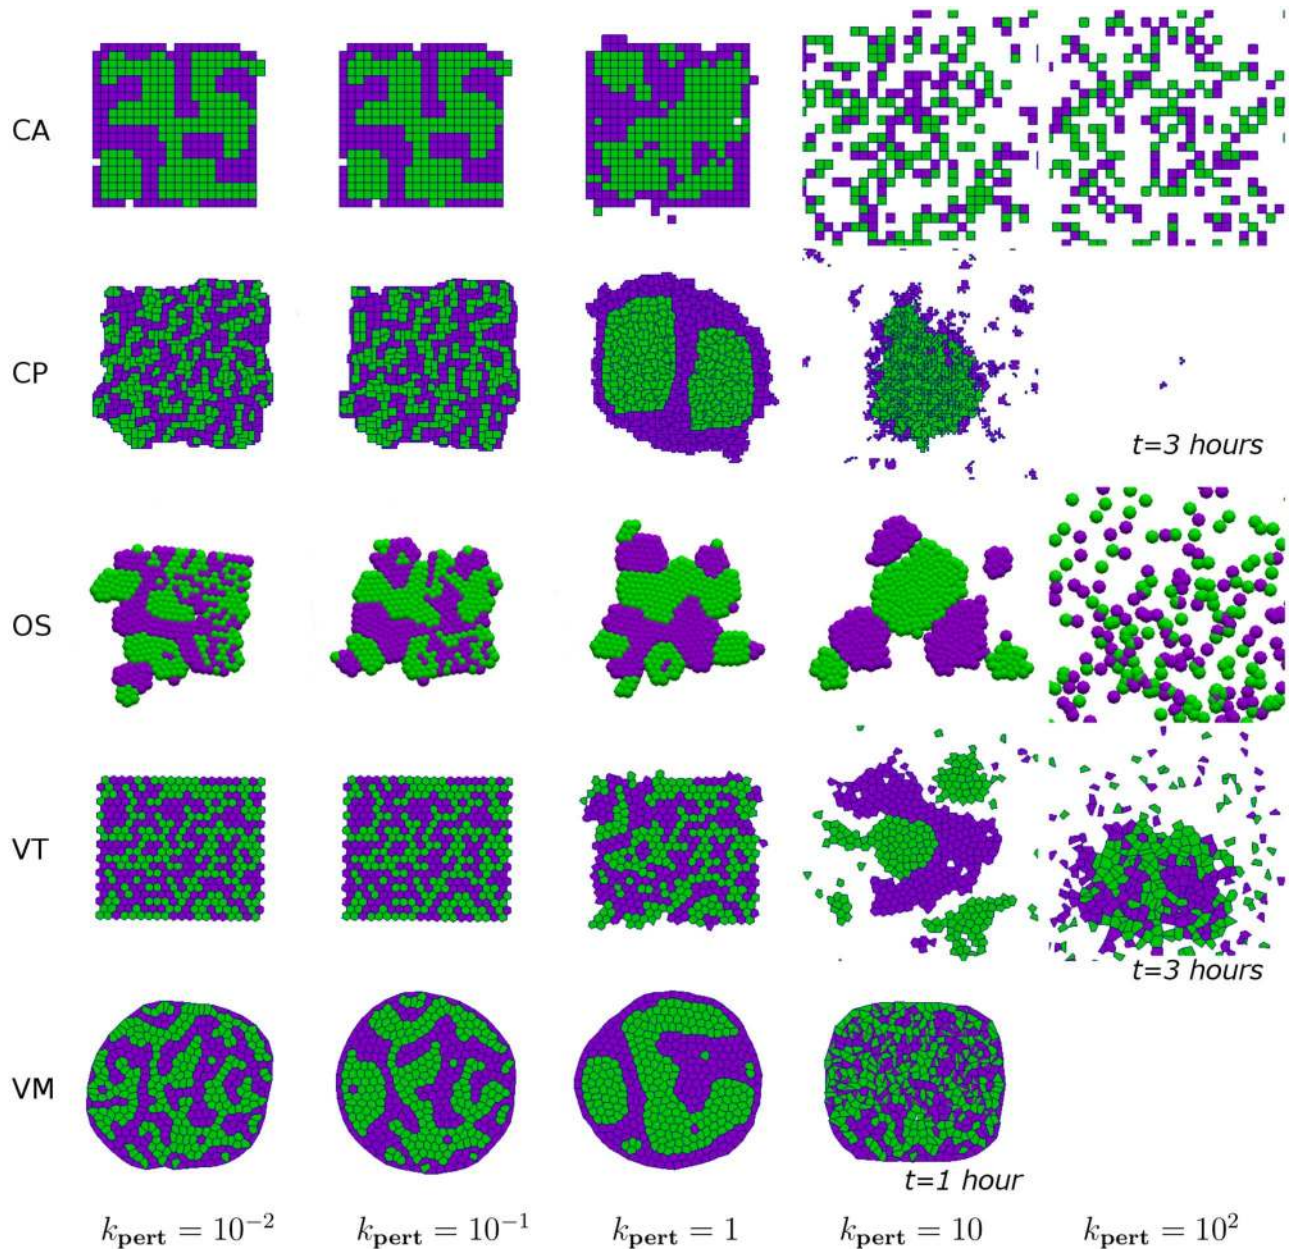 CA
CP
t=3 hours
OS
VT
t=3 hours
VM
t=1 hour
k_pert = 10^-2
k_pert = 10^-1
k_pert = 1
k_pert = 10
k_pert = 10^2